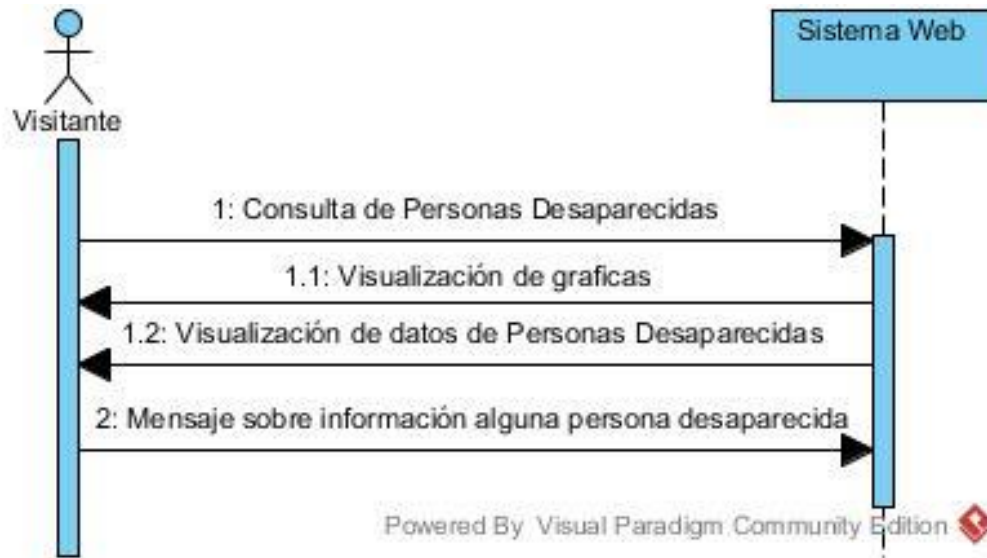 Sistema Web
Visitante
1: Consulta de Personas Desaparecidas
1.1: Visualización de graficas
1.2: Visualización de datos de Personas Desaparecidas
2: Mensaje sobre información alguna persona desaparecida
Powered By Visual Paradigm Community Edition